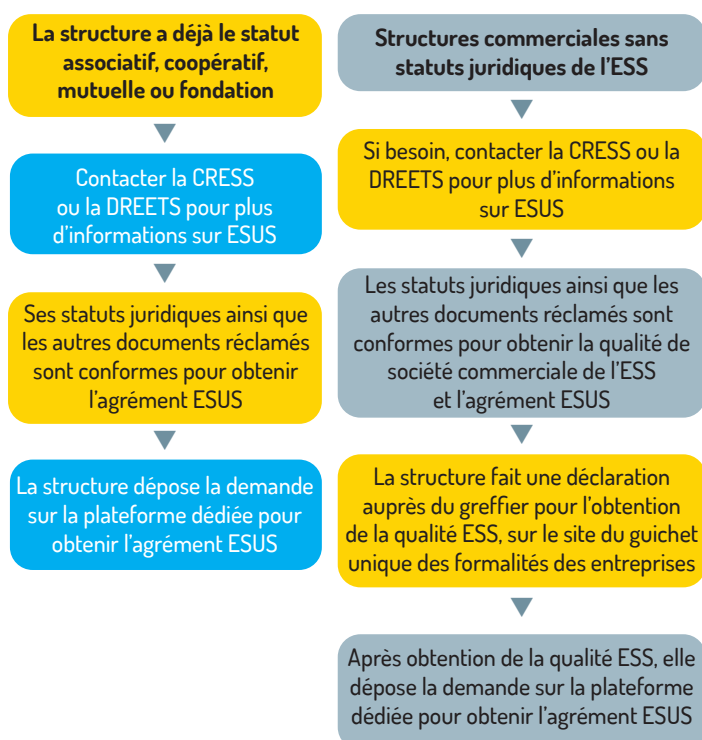 La structure a déjà le statut
associatif, coopératif,
mutuelle ou fondation
Contacter la CRESS
ou la DREETS pour plus
d'informations sur ESUS
Ses statuts juridiques ainsi que
les autres documents réclamés
sont conformes pour obtenir
l'agrément ESUS
La structure dépose la demande
sur la plateforme dédiée pour
obtenir l'agrément ESUS
Structures commerciales sans
statuts juridiques de l'ESS
Si besoin, contacter la CRESS ou la
DREETS pour plus d'informations
sur ESUS
Les statuts juridiques ainsi que les
autres documents réclamés sont
conformes pour obtenir la qualité de
société commerciale de l'ESS
et l'agrément ESUS
La structure fait une déclaration
auprès du greffier pour l'obtention
de la qualité ESS, sur le site du guichet
unique des formalités des entreprises
Après obtention de la qualité ESS, elle
dépose la demande sur la plateforme
dédiée pour obtenir l'agrément ESUS